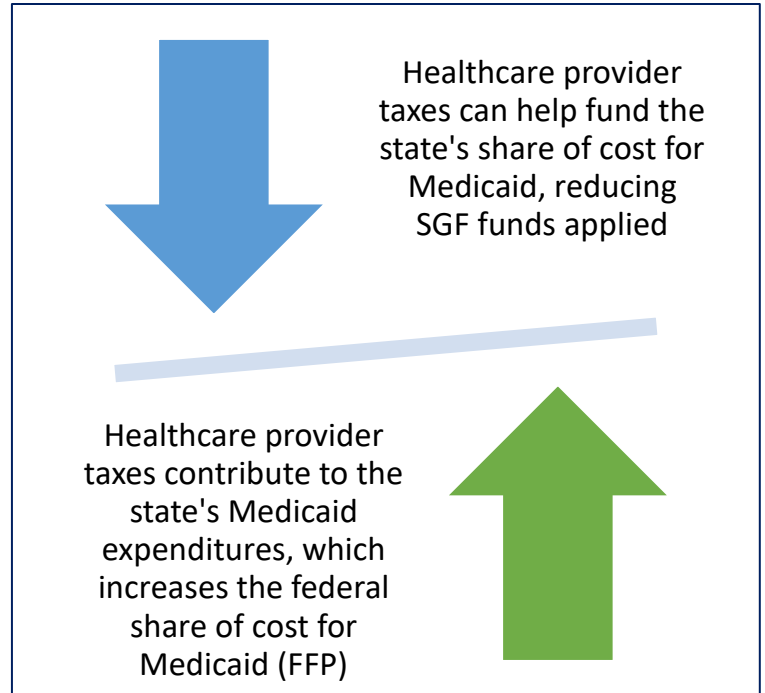 Healthcare provider
taxes can help fund the
state's share of cost for
Medicaid, reducing
SGF funds applied
Healthcare provider
taxes contribute to the
state's Medicaid
expenditures, which
increases the federal
share of cost for
Medicaid (FFP)